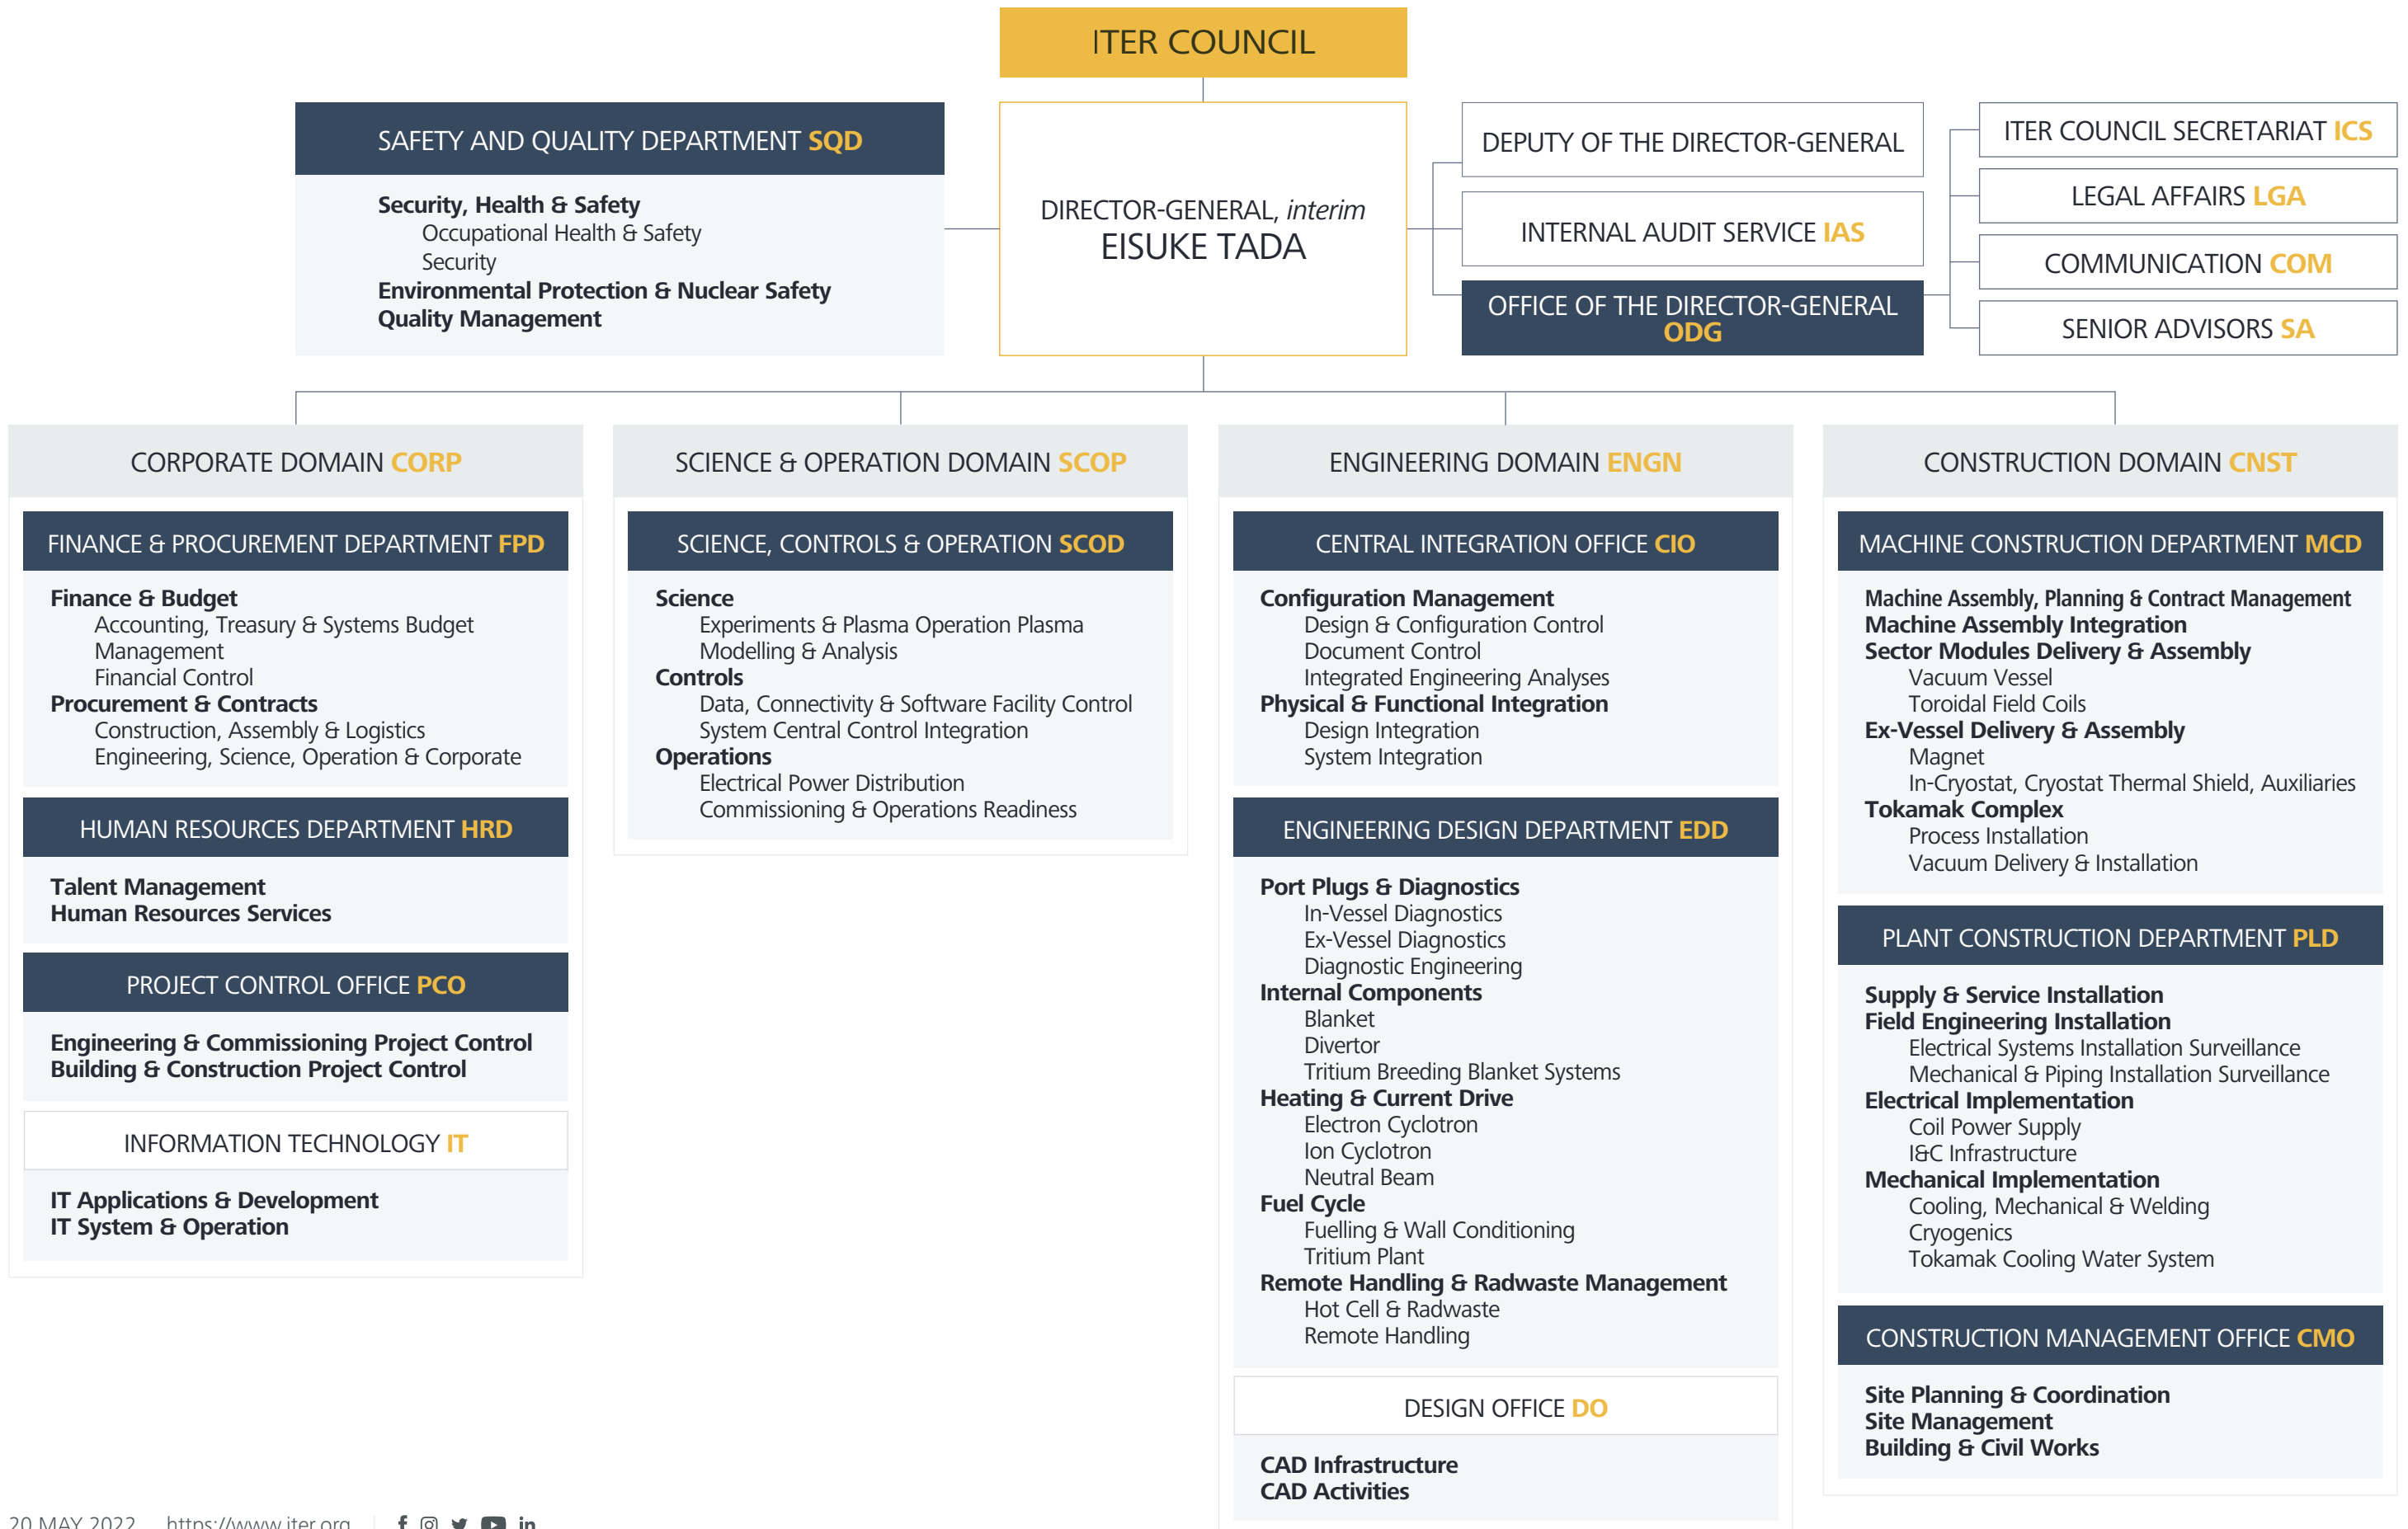 ITER COUNCIL
SAFETY AND QUALITY DEPARTMENT SQD
Security, Health & Safety
Occupational Health & Safety
Security
Environmental Protection & Nuclear Safety
Quality Management
DIRECTOR-GENERAL, interim
EISUKE TADA
DEPUTY OF THE DIRECTOR-GENERAL
INTERNAL AUDIT SERVICE IAS
OFFICE OF THE DIRECTOR-GENERAL
ODG
ITER COUNCIL SECRETARIAT ICS
LEGAL AFFAIRS LGA
COMMUNICATION COM
SENIOR ADVISORS SA
CORPORATE DOMAIN CORP
FINANCE & PROCUREMENT DEPARTMENT FPD
Finance & Budget
Accounting, Treasury & Systems Budget
Management
Financial Control
Procurement & Contracts
Construction, Assembly & Logistics
Engineering, Science, Operation & Corporate
HUMAN RESOURCES DEPARTMENT HRD
Talent Management
Human Resources Services
PROJECT CONTROL OFFICE PCO
Engineering & Commissioning Project Control
Building & Construction Project Control
INFORMATION TECHNOLOGY IT
IT Applications & Development
IT System & Operation
SCIENCE & OPERATION DOMAIN SCOP
SCIENCE, CONTROLS & OPERATION SCOD
Science
Experiments & Plasma Operation Plasma
Modelling & Analysis
Controls
Data, Connectivity & Software Facility Control
System Central Control Integration
Operations
Electrical Power Distribution
Commissioning & Operations Readiness
ENGINEERING DOMAIN ENGN
CENTRAL INTEGRATION OFFICE CIO
Configuration Management
Design & Configuration Control
Document Control
Integrated Engineering Analyses
Physical & Functional Integration
Design Integration
System Integration
ENGINEERING DESIGN DEPARTMENT EDD
Port Plugs & Diagnostics
In-Vessel Diagnostics
Ex-Vessel Diagnostics
Diagnostic Engineering
Internal Components
Blanket
Divertor
Tritium Breeding Blanket Systems
Heating & Current Drive
Electron Cyclotron
Ion Cyclotron
Neutral Beam
Fuel Cycle
Fuelling & Wall Conditioning
Tritium Plant
Remote Handling & Radwaste Management
Hot Cell & Radwaste
Remote Handling
DESIGN OFFICE DO
CAD Infrastructure
CAD Activities
CONSTRUCTION DOMAIN CNST
MACHINE CONSTRUCTION DEPARTMENT MCD
Machine Assembly, Planning & Contract Management
Machine Assembly Integration
Sector Modules Delivery & Assembly
Vacuum Vessel
Toroidal Field Coils
Ex-Vessel Delivery & Assembly
Magnet
In-Cryostat, Cryostat Thermal Shield, Auxiliaries
Tokamak Complex
Process Installation
Vacuum Delivery & Installation
PLANT CONSTRUCTION DEPARTMENT PLD
Supply & Service Installation
Field Engineering Installation
Electrical Systems Installation Surveillance
Mechanical & Piping Installation Surveillance
Electrical Implementation
Coil Power Supply
I&C Infrastructure
Mechanical Implementation
Cooling, Mechanical & Welding
Cryogenics
Tokamak Cooling Water System
CONSTRUCTION MANAGEMENT OFFICE CMO
Site Planning & Coordination
Site Management
Building & Civil Works
20 MAY 2022 https://www.iter.org